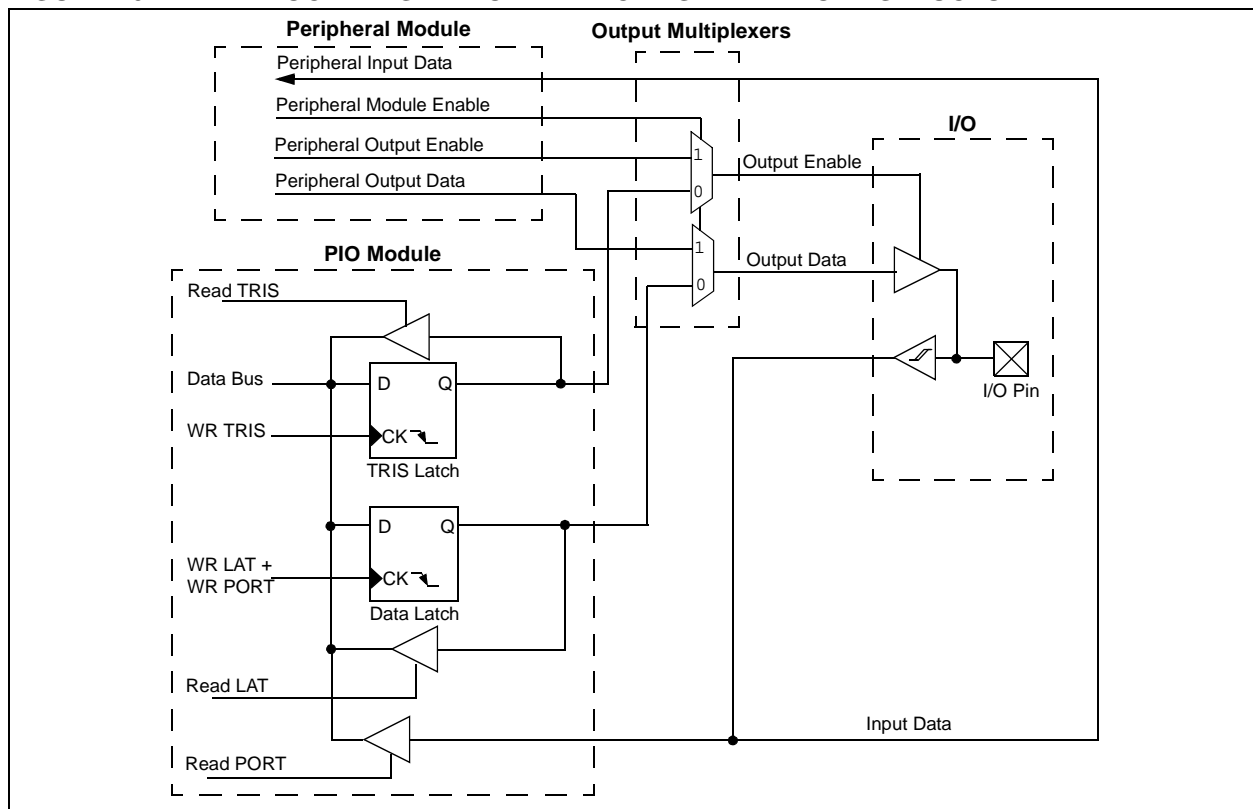 Peripheral Module
Output Multiplexers
Peripheral Input Data
Peripheral Module Enable
I/O
Peripheral Output Enable
1
Output Enable
Peripheral Output Data
0
1
PIO Module
Output Data
0
Read TRIS
Data Bus
D
Q
I/O Pin
WR TRIS
CK
TRIS Latch
D
Q
WR LAT +
WR PORT
CK
Data Latch
Read LAT
Input Data
Read PORT